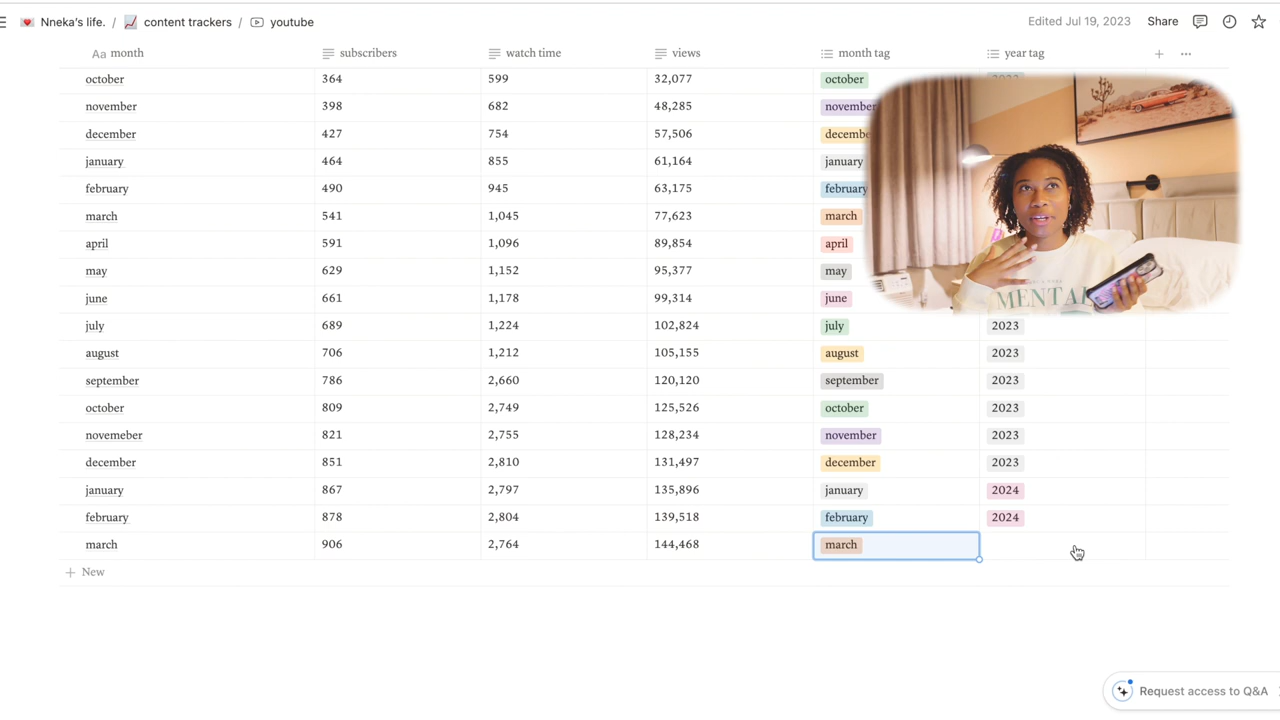 Nneka's life. / content trackers / youtube Edited Jul 19, 2023 Share
Aa month subscribers watch time views month tag year tag
october 364 599 32,077 october
november 398 682 48,285 november
december 427 754 57,506 decembe
january 464 855 61,164 january
february 490 945 63,175 february
march 541 1,045 77,623 march
april 591 1,096 89,854 april
may 629 1,152 95,377 may
june 661 1,178 99,314 june
MENTAL
july 689 1,224 102,824 july 2023
august 706 1,212 105,155 august 2023
september 786 2,660 120,120 september 2023
october 809 2,749 125,526 october 2023
novemeber 821 2,755 128,234 november 2023
december 851 2,810 131,497 december 2023
january 867 2,797 135,896 january 2024
february 878 2,804 139,518 february 2024
march 906 2,764 144,468 march
+ New
Request access to Q&A